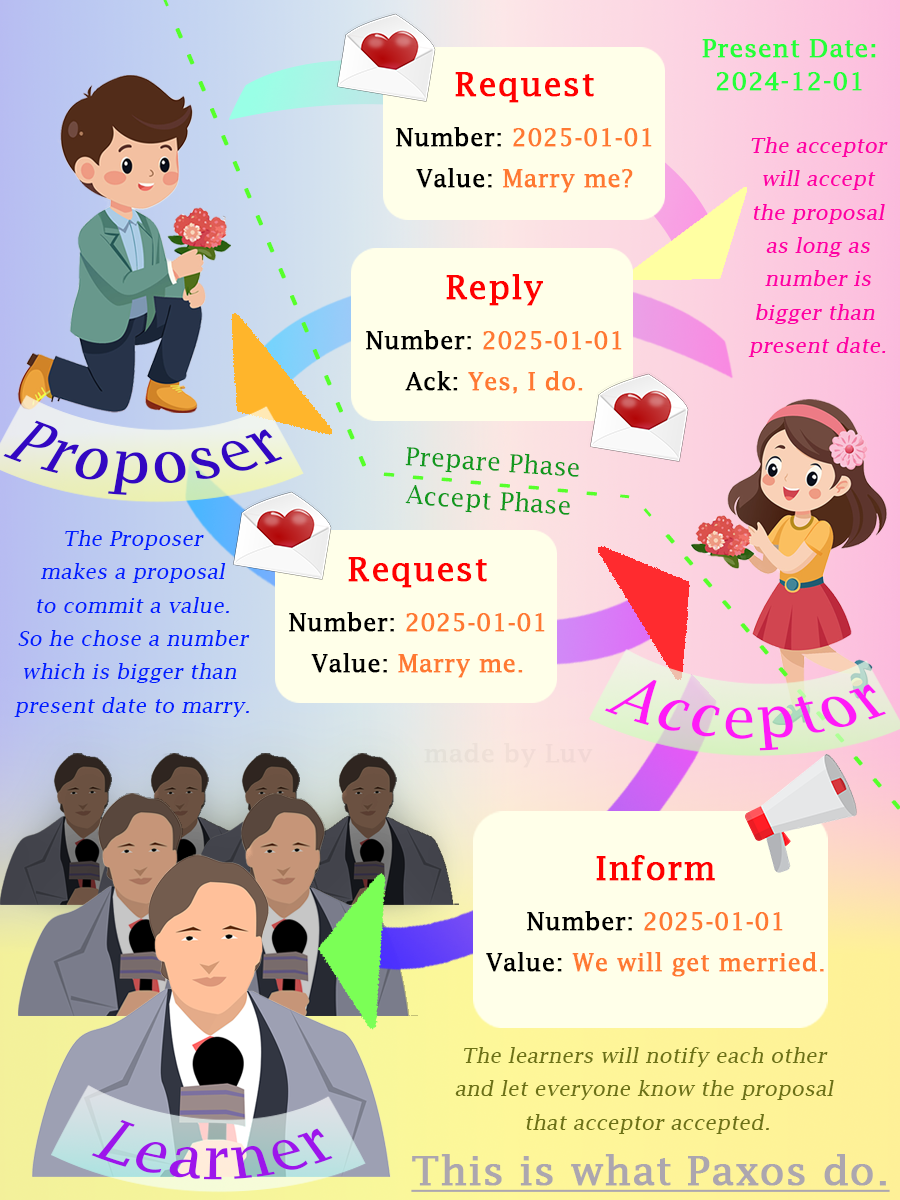 Present Date:
2024-12-01
Request
Number: 2025-01-01
Value: Marry me?
The acceptor
will accept
the proposal
as long as
number is
bigger than
present date.
Reply
Number: 2025-01-01
Ack: Yes, I do.
Proposer
Prepare Phase
Accept Phase
The Proposer
makes a proposal
to commit a value.
So he chose a number
which is bigger than
present date to marry.
Request
Number: 2025-01-01
Value: Marry me.
Acceptor
made by Luv
Inform
Number: 2025-01-01
Value: We will get merried.
The learners will notify each other
and let everyone know the proposal
that acceptor accepted.
Learner
This is what Paxos do.